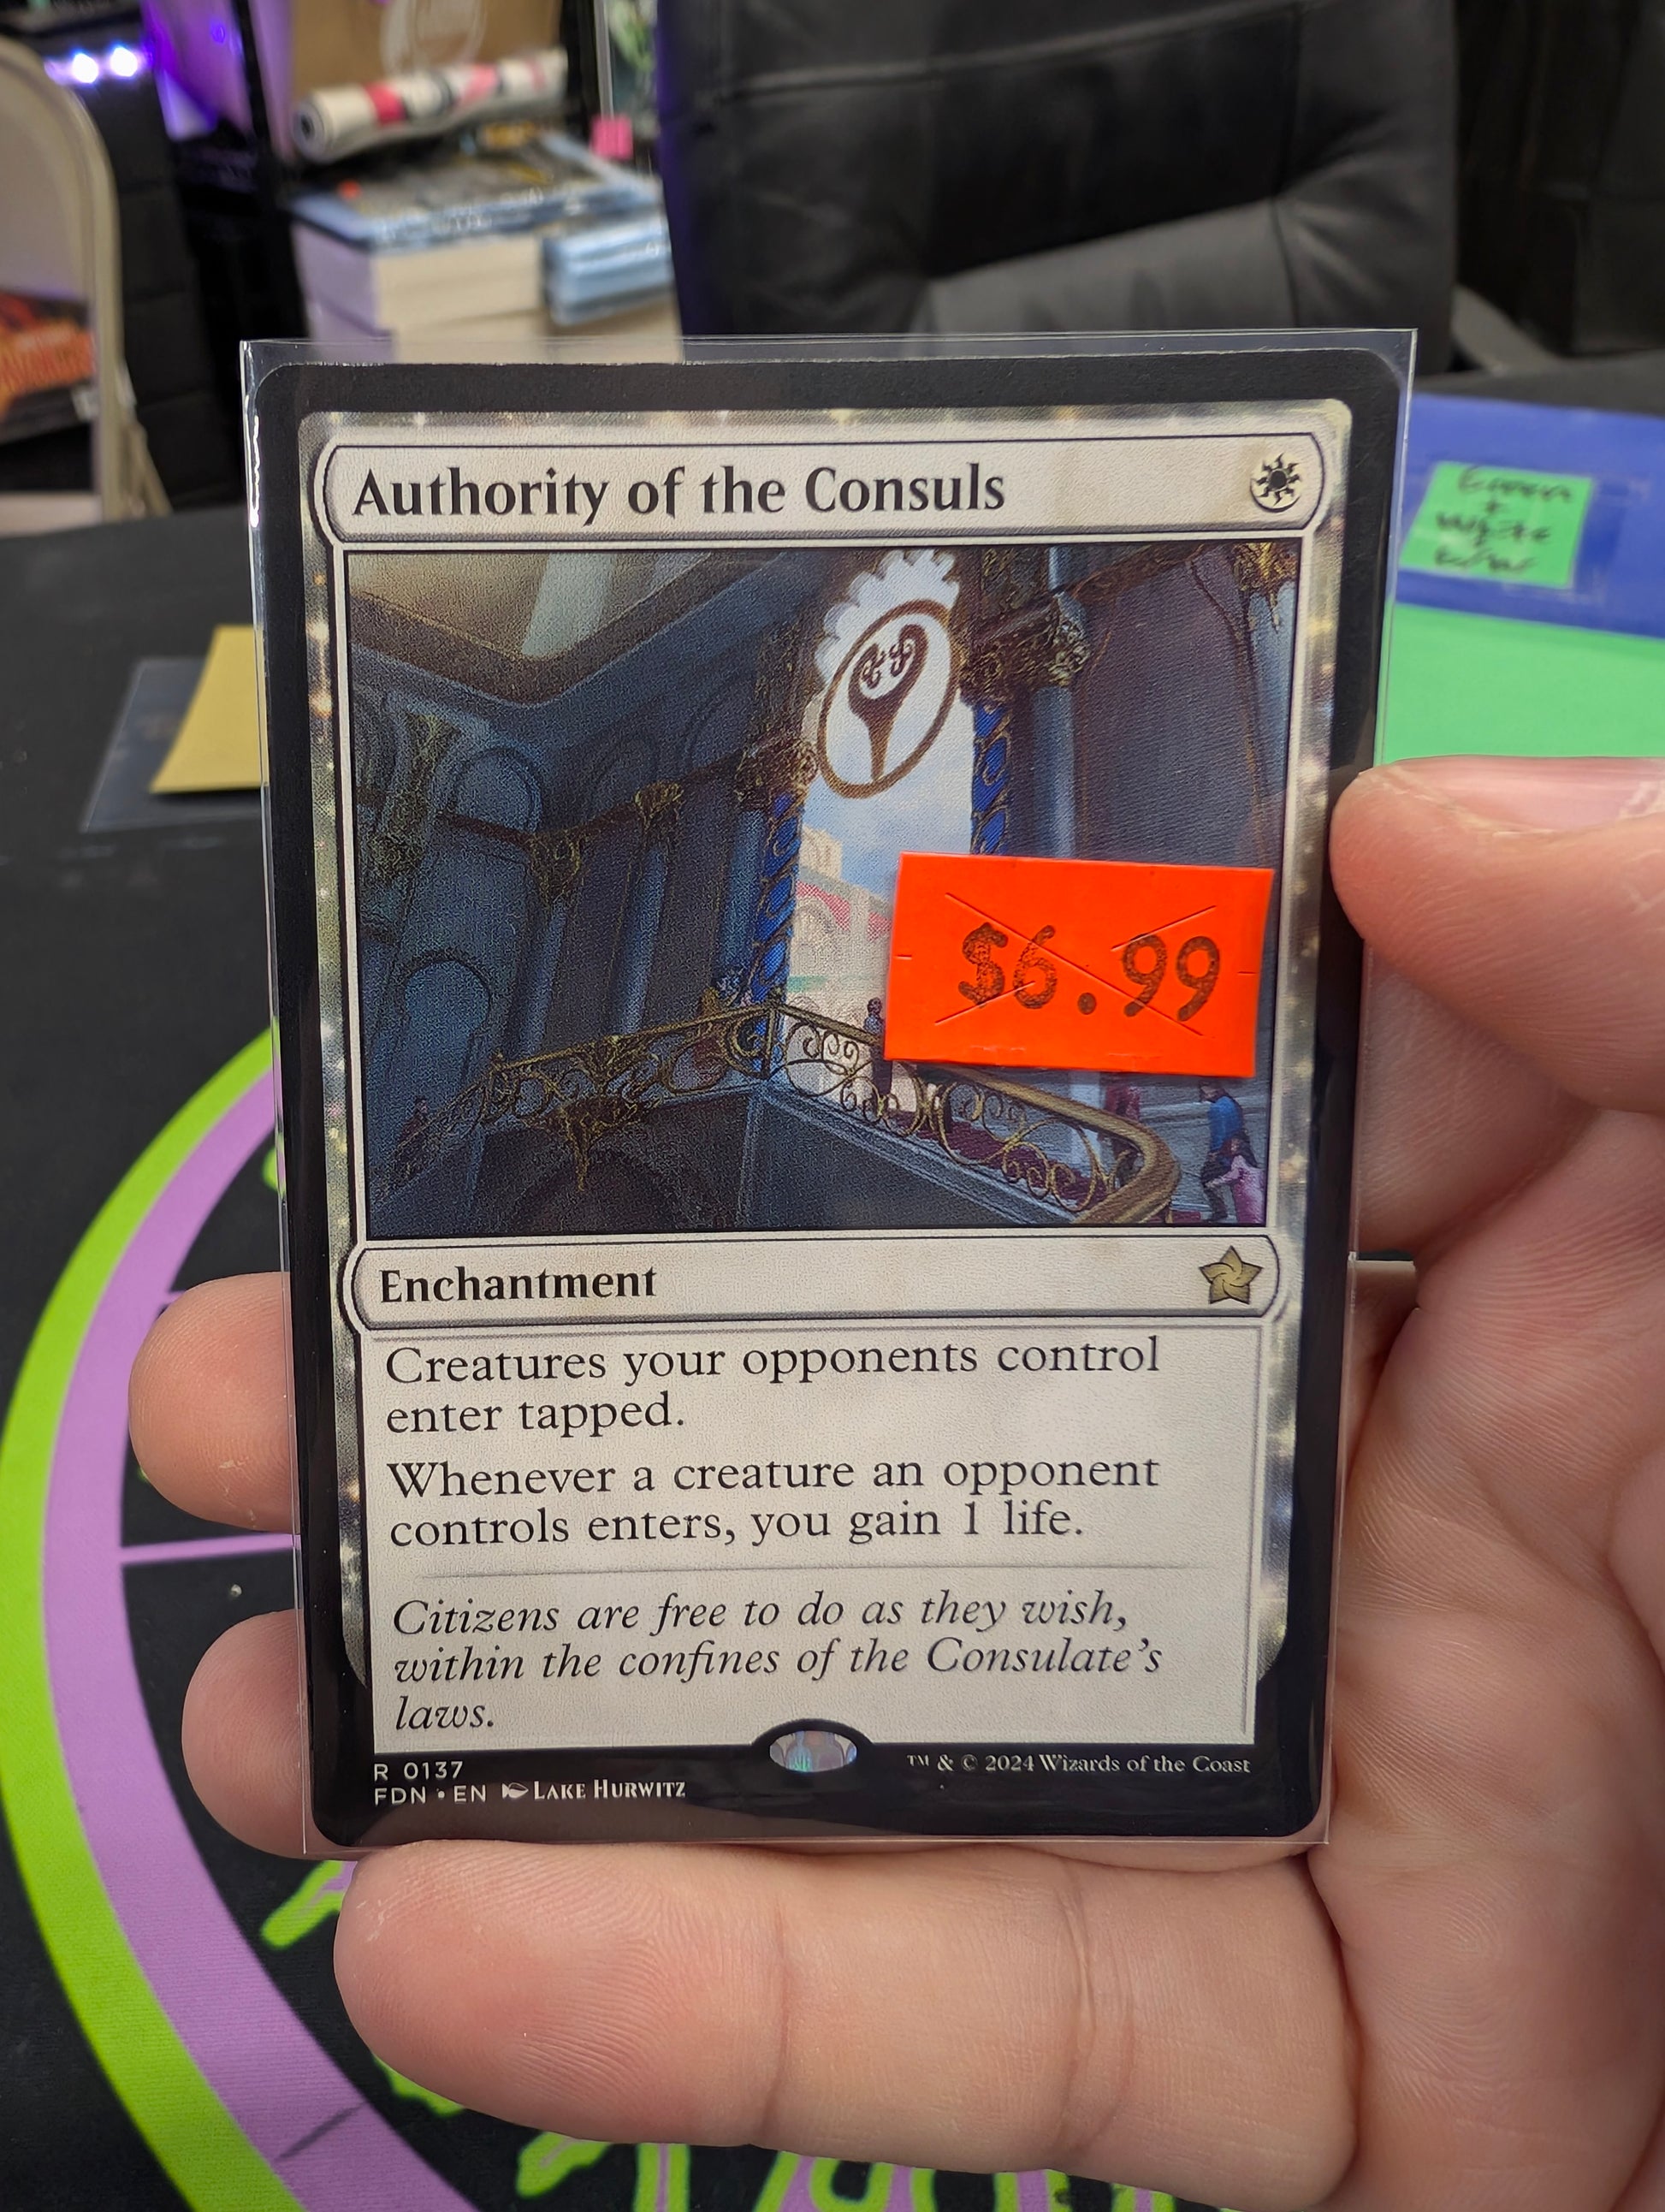 Authority of the Consuls
Green
+
White
$6.99
Enchantment
Creatures your opponents control
enter tapped.
Whenever a creature an opponent
controls enters, you gain 1 life.
Citizens are free to do as they wish,
within the confines of the Consulate's
laws.
R 0137
FDN • EN LAKE HURWITZ
™ & © 2024 Wizards of the Coast